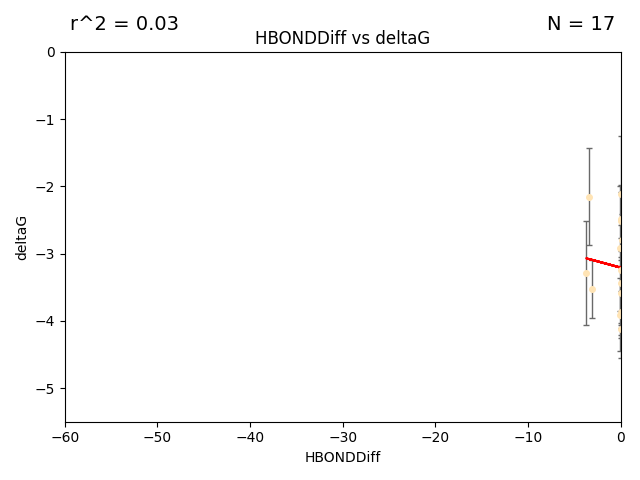 r^2 = 0.03
N = 17
HBONDDiff vs deltaG
0
−1
−2
−3
−4
−5
deltaG
−60
−50
−40
−30
−20
−10
0
HBONDDiff